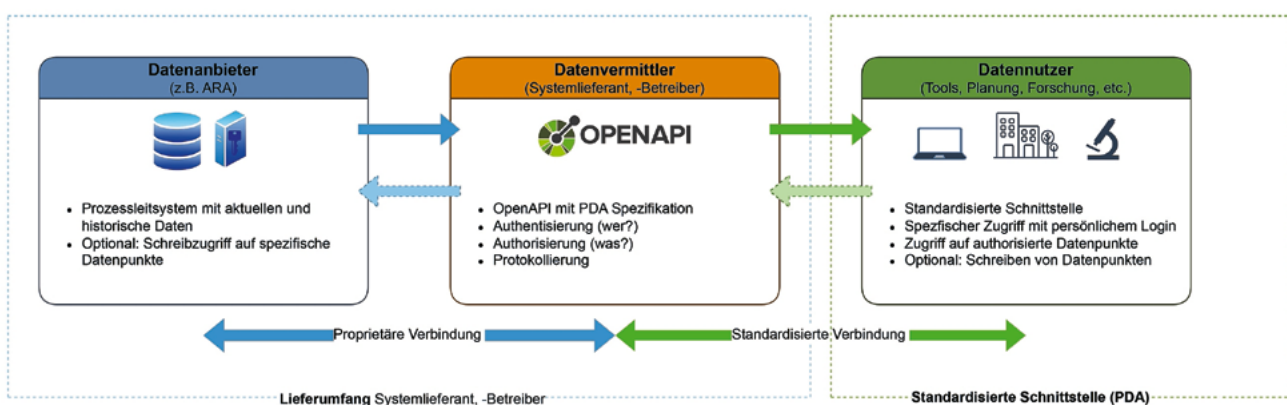 Datenanbieter
(z.B. ARA)
Prozessleitsystem mit aktuellen und
historische Daten
Optional: Schreibzugriff auf spezifische
Datenpunkte
Datenvermittler
(Systemlieferant, -Betreiber)
OPENAPI
OpenAPI mit PDA Spezifikation
Authentisierung (wer?)
Authorisierung (was?)
Protokollierung
Datennutzer
(Tools, Planung, Forschung, etc.)
Standardisierte Schnittstelle
Spezfischer Zugriff mit persönlichem Login
Zugriff auf authorisierte Datenpunkte
Optional: Schreiben von Datenpunkten
Proprietäre Verbindung
Standardisierte Verbindung
Lieferumfang Systemlieferant, -Betreiber
Standardisierte Schnittstelle (PDA)